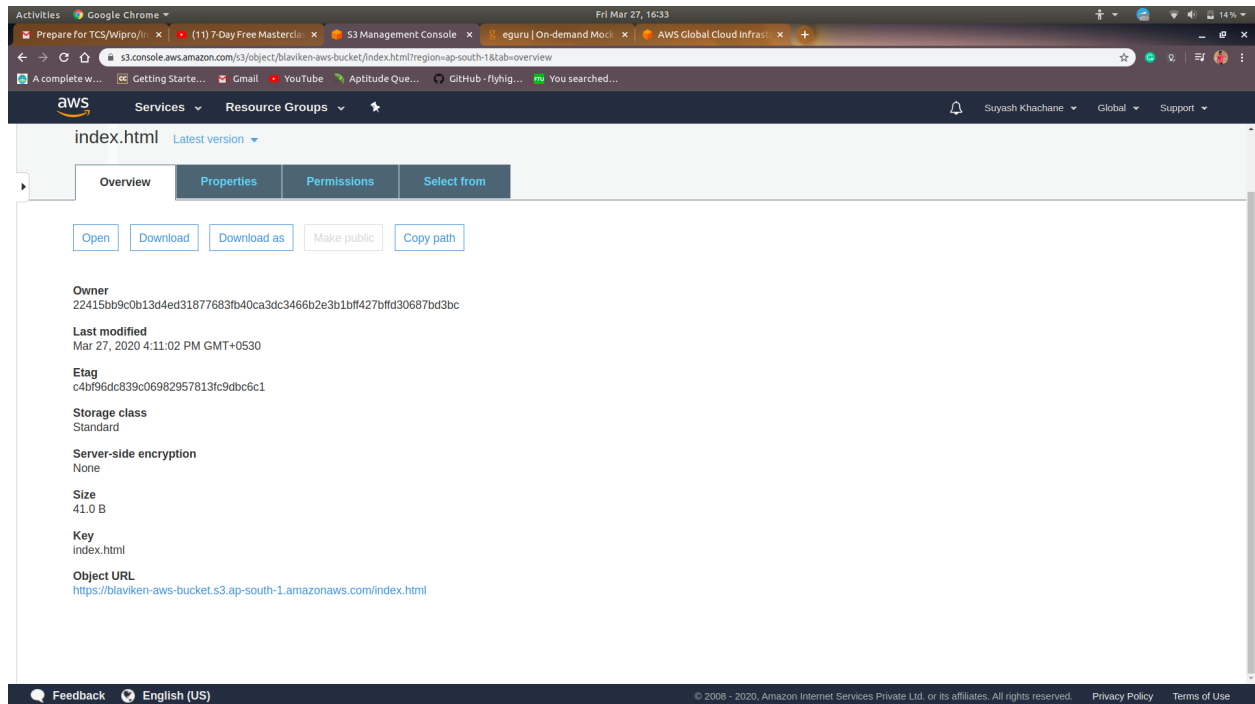 Activities Google Chrome Fri Mar 27, 16:33 14%
Prepare for TCS/Wipro/In (11) 7-Day Free Masterclas S3 Management Console eguru | On-demand Mock AWS Global Cloud Infrast
s3.console.aws.amazon.com/s3/object/blaviken-aws-bucket/index.html?region=ap-south-1&tab=overview
A complete w... Getting Starte... Gmail YouTube Aptitude Que... GitHub - flyhig... You searched...
aws Services Resource Groups Suyash Khachane Global Support
index.html Latest version
Overview Properties Permissions Select from
Open Download Download as Make public Copy path
Owner
22415bb9c0b13d4ed31877683fb40ca3dc3466b2e3b1bff427bffd30687bd3bc
Last modified
Mar 27, 2020 4:11:02 PM GMT+0530
Etag
c4bf96dc839c06982957813fc9dbc6c1
Storage class
Standard
Server-side encryption
None
Size
41.0 B
Key
index.html
Object URL
https://blaviken-aws-bucket.s3.ap-south-1.amazonaws.com/index.html
Feedback English (US) © 2008 - 2020, Amazon Internet Services Private Ltd. or its affiliates. All rights reserved. Privacy Policy Terms of Use